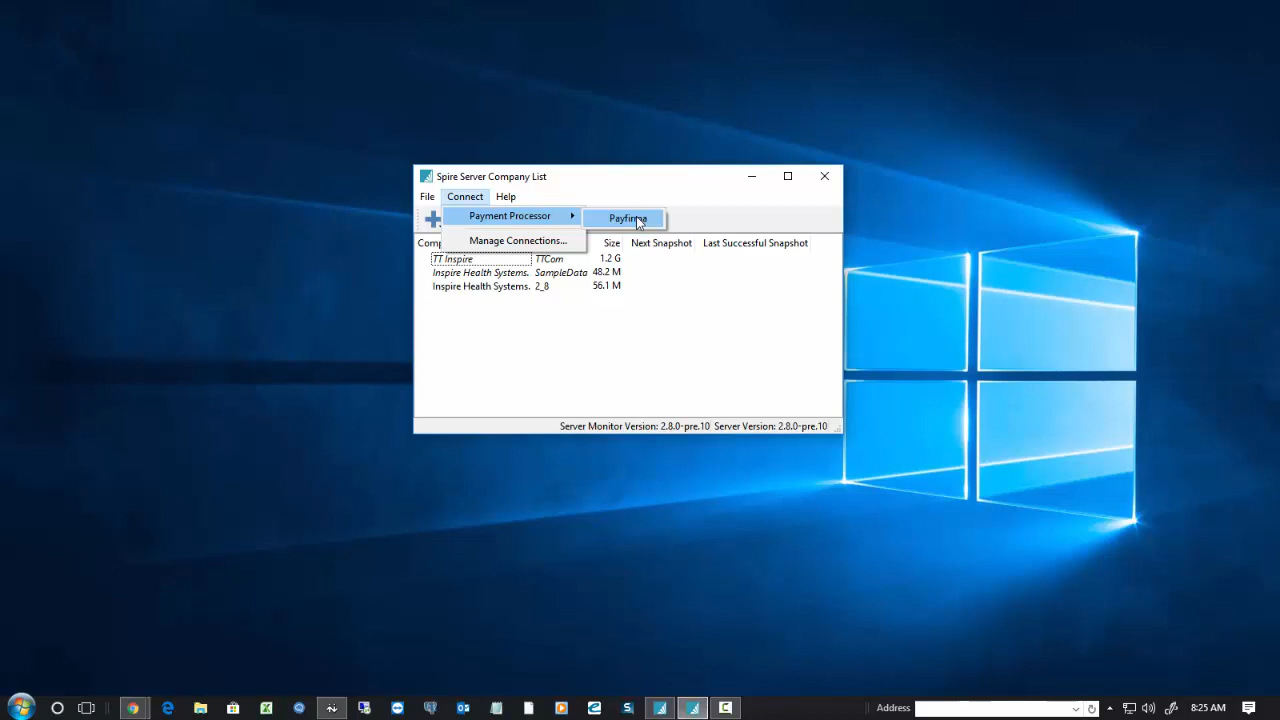 Spire Server Company List
File Connect Help
Payment Processor Payfirma
Manage Connections...
Size Next Snapshot Last Successful Snapshot
TT Inspire TTCom 1.2 G
Inspire Health Systems. SampleData 48.2 M
Inspire Health Systems. 2_8 56.1 M
Server Monitor Version: 2.8.0-pre.10 Server Version: 2.8.0-pre.10
Address 8:25 AM